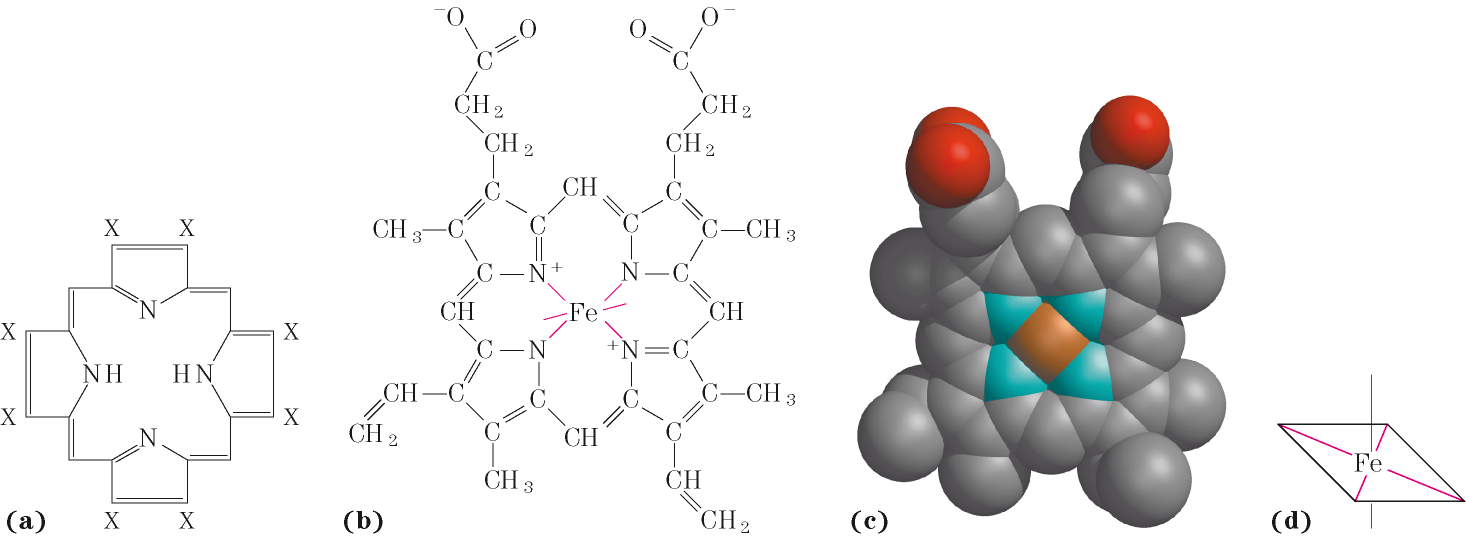 X X
N
X X
NH HN
X X
N
X X
(a)
⁻O O O O⁻
C C
CH₂ CH₂
CH₂ CH₂
C CH C
CH₃ C C C C CH₃
C N⁺ N C
CH Fe CH
C N ⁺N C
CH C C C C CH₃
CH₂ C CH C
CH₃ CH
CH₂
(b)
(c)
Fe
(d)